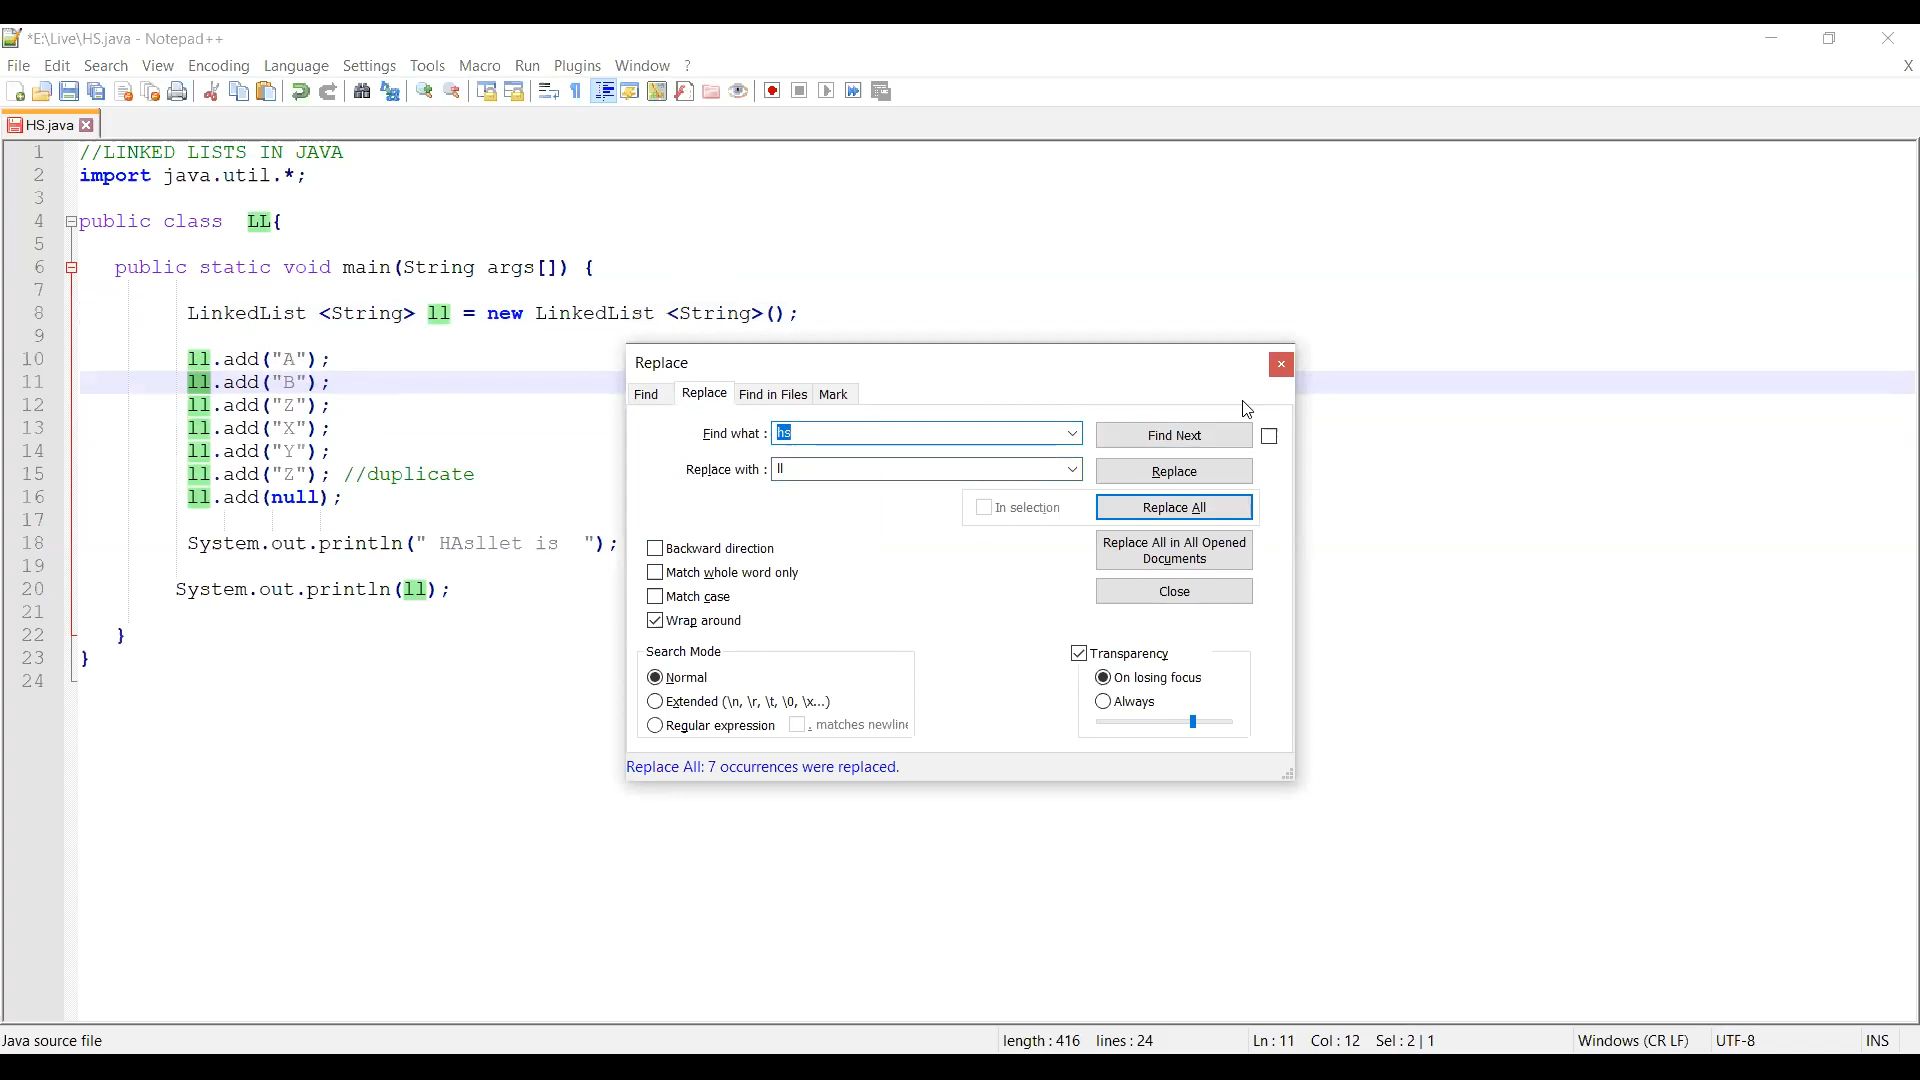 *E:\Live\HS.java - Notepad++
File Edit Search View Encoding Language Settings Tools Macro Run Plugins Window ? X
HS.java
1 //LINKED LISTS IN JAVA
2 import java.util.*;
3
4 public class LL{
5
6 public static void main(String args[]) {
7
8 LinkedList <String> ll = new LinkedList <String>();
9
10 ll.add("A");
11 ll.add("B");
12 ll.add("Z");
13 ll.add("X");
14 ll.add("Y");
15 ll.add("Z"); //duplicate
16 ll.add(null);
17
18 System.out.println(" HAsllet is ");
19
20 System.out.println(ll);
21
22 }
23 }
24
Replace
Find Replace Find in Files Mark
Find what : hs Find Next
Replace with : ll Replace
In selection Replace All
Replace All in All Opened
Documents
Backward direction
Match whole word only
Close
Match case
Wrap around
Search Mode
Transparency
Normal
On losing focus
Extended (\n, \r, \t, \0, \x...)
Always
Regular expression . matches newline
Replace All: 7 occurrences were replaced.
Java source file length : 416 lines : 24 Ln : 11 Col : 12 Sel : 2 | 1 Windows (CR LF) UTF-8 INS